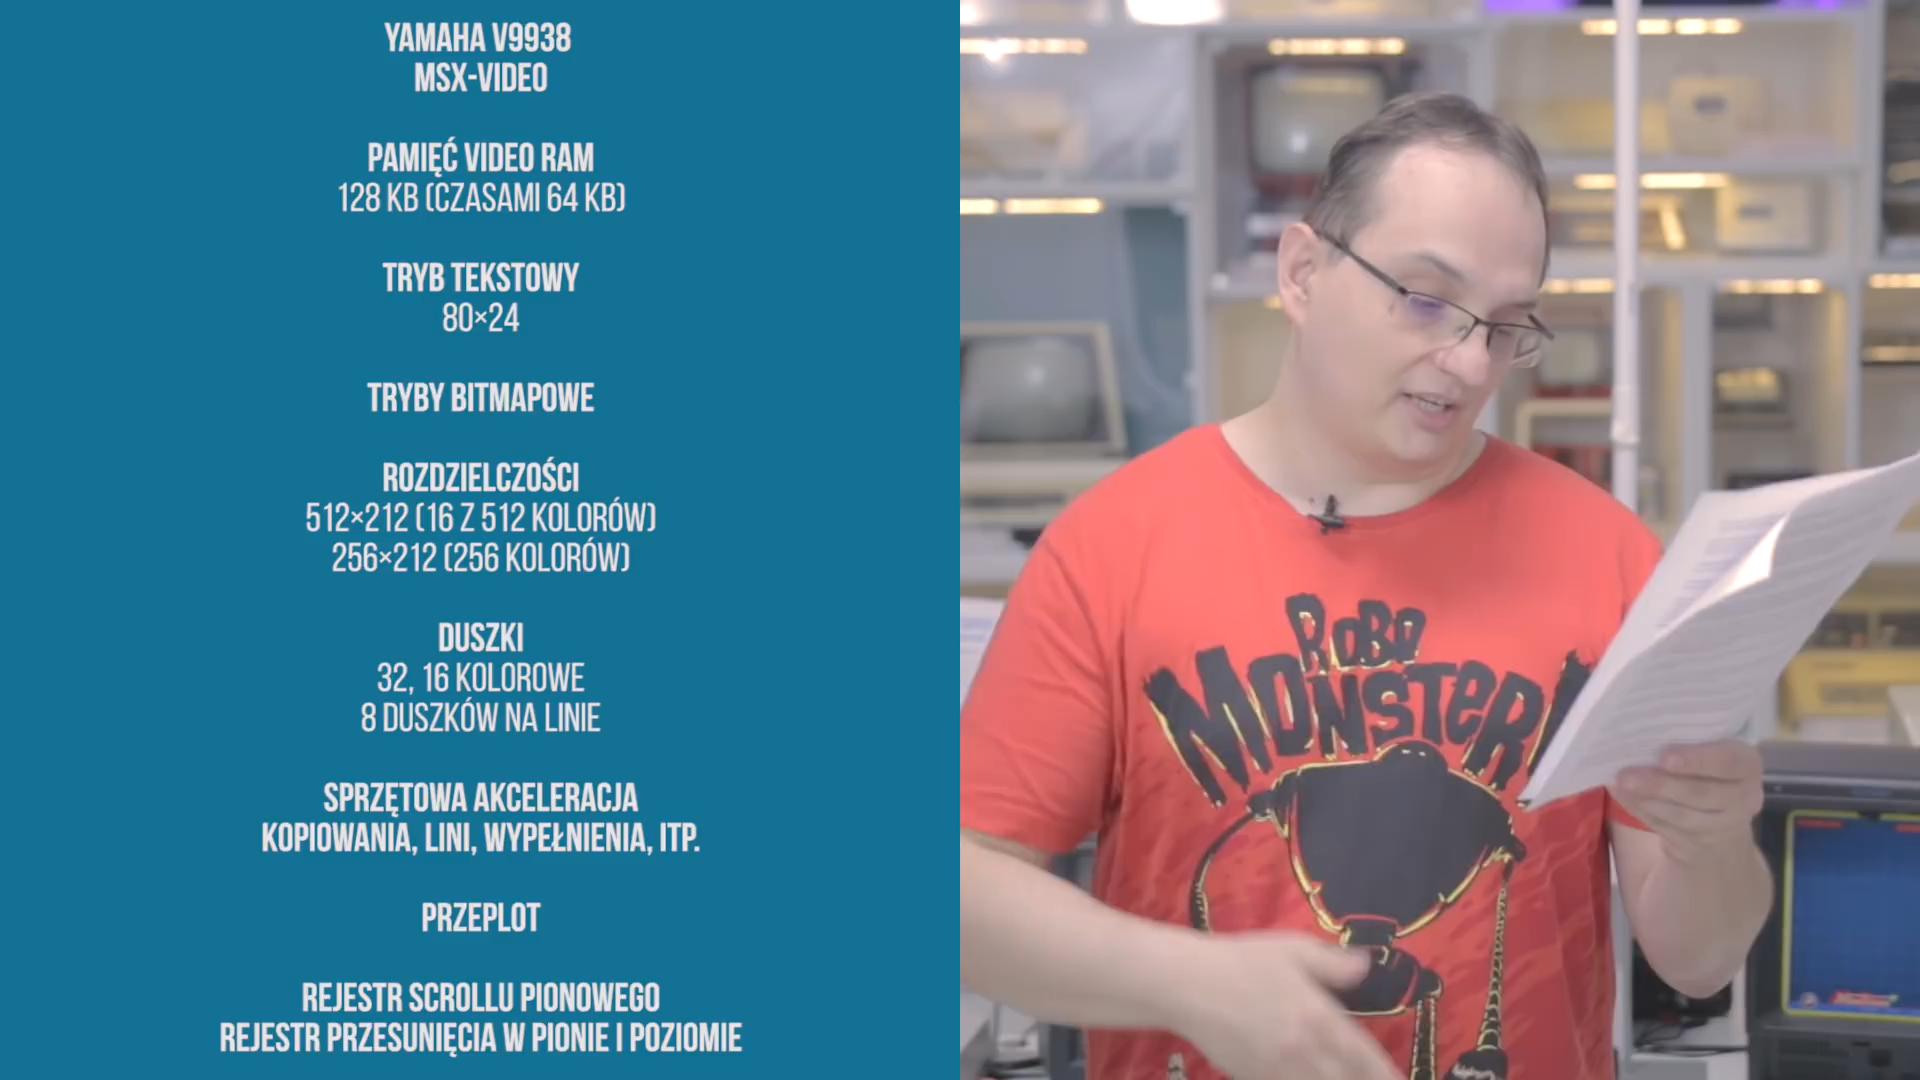 YAMAHA V9938
MSX-VIDEO
PAMIĘĆ VIDEO RAM
128 KB (CZASAMI 64 KB)
TRYB TEKSTOWY
80×24
TRYBY BITMAPOWE
ROZDZIELCZOŚCI
512×212 (16 Z 512 KOLORÓW)
256×212 (256 KOLORÓW)
DUSZKI
32, 16 KOLOROWE
8 DUSZKÓW NA LINIE
SPRZĘTOWA AKCELERACJA
KOPIOWANIA, LINI, WYPEŁNIENIA, ITP.
PRZEPLOT
REJESTR SCROLLU PIONOWEGO
REJESTR PRZESUNIĘCIA W PIONIE I POZIOMIE
ROBO
MONSTER